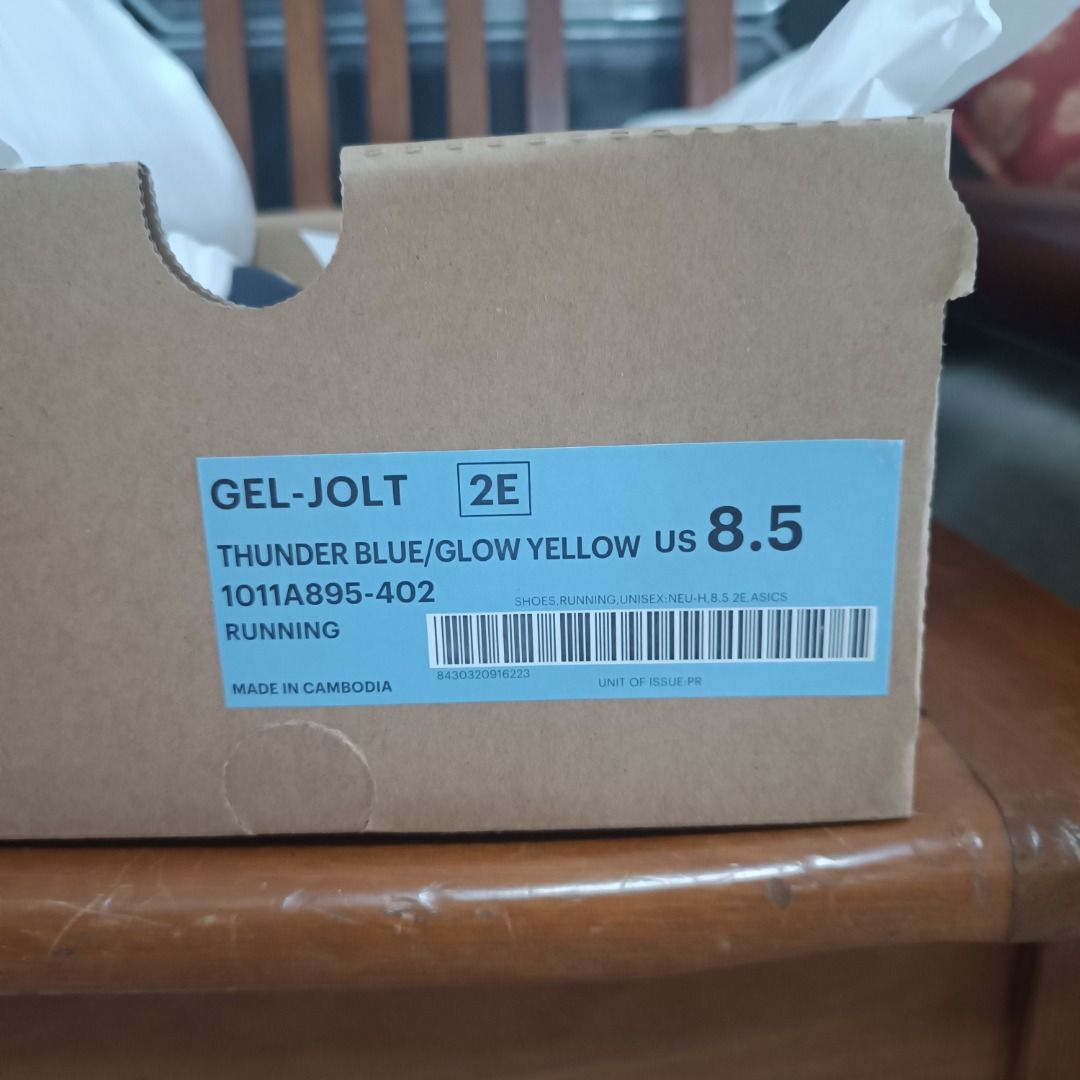 GEL-JOLT 2E
THUNDER BLUE/GLOW YELLOW US 8.5
1011A895-402
SHOES,RUNNING,UNISEX:NEU-H,8.5 2E,ASICS
RUNNING
8430320916223
UNIT OF ISSUE:PR
MADE IN CAMBODIA